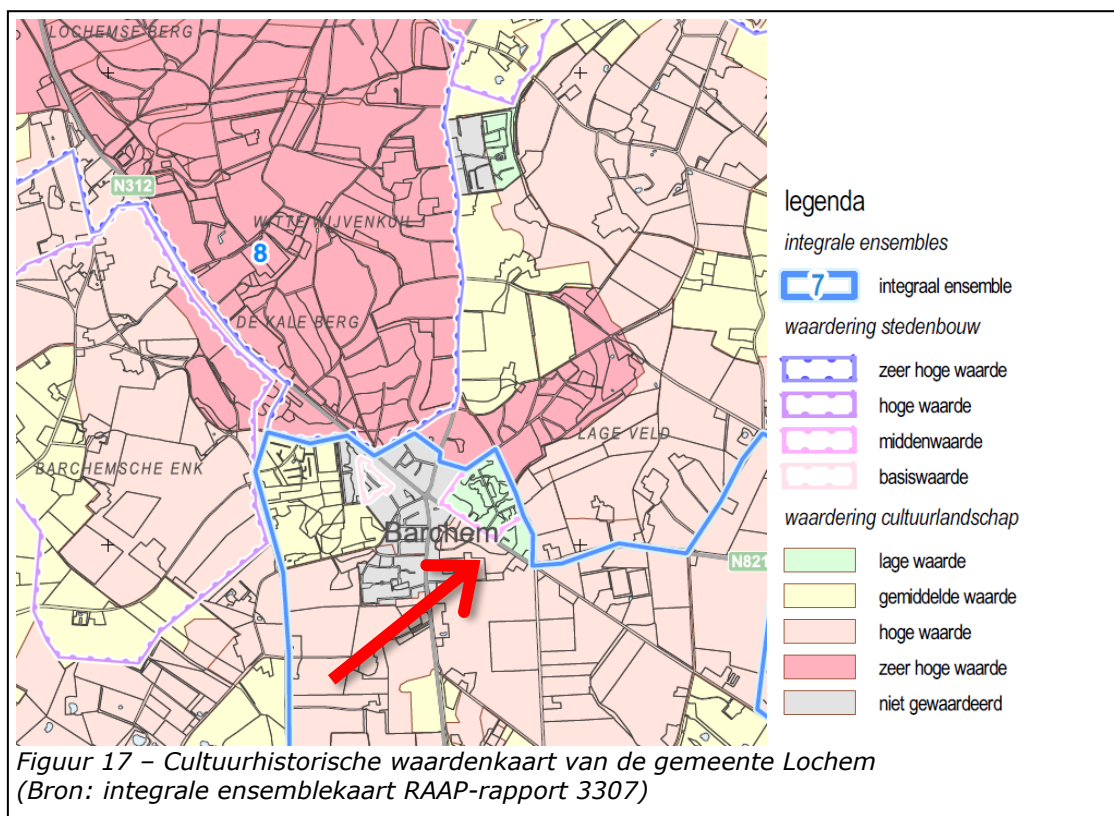 LOCHEMSE BERG
N312
WITTE WIJVENKUIL
8
DE KALE BERG
LAGE VELD
BARCHEMSCHE ENK
Barchem
N821
legenda
integrale ensembles
7 integraal ensemble
waardering stedenbouw
zeer hoge waarde
hoge waarde
middenwaarde
basiswaarde
waardering cultuurlandschap
lage waarde
gemiddelde waarde
hoge waarde
zeer hoge waarde
niet gewaardeerd
Figuur 17 – Cultuurhistorische waardenkaart van de gemeente Lochem
(Bron: integrale ensemblekaart RAAP-rapport 3307)